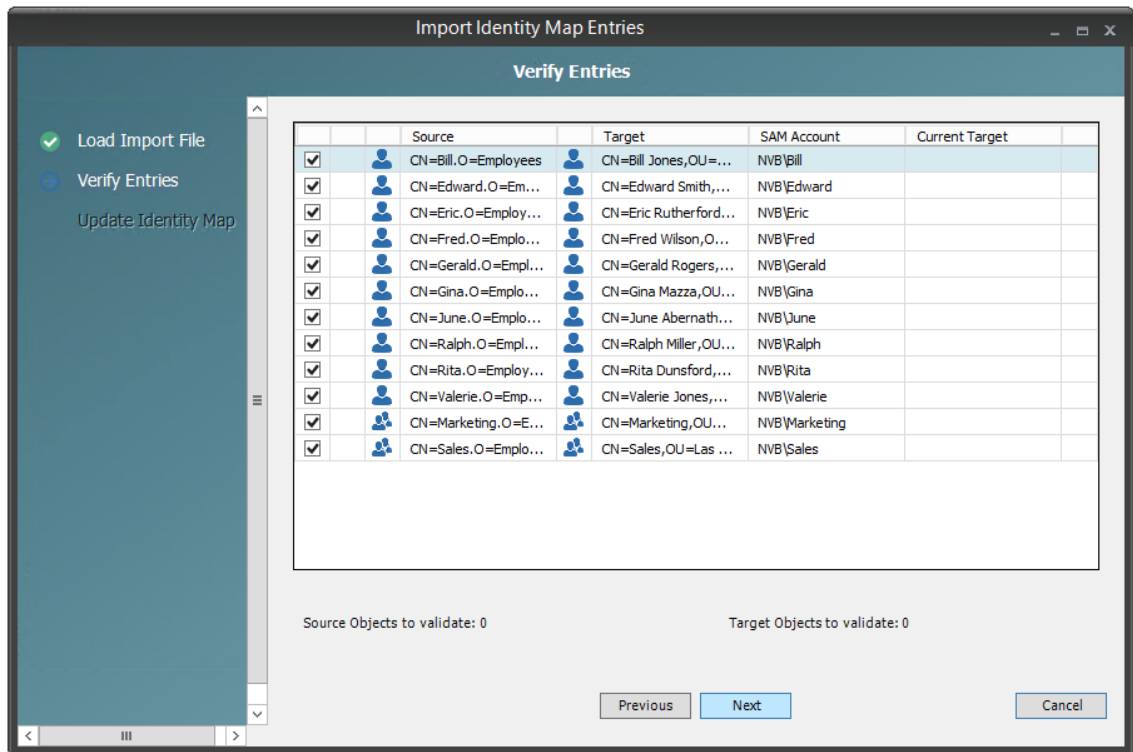 Import Identity Map Entries
Verify Entries
Load Import File
Verify Entries
Update Identity Map
Source Target SAM Account Current Target
CN=Bill.O=Employees CN=Bill Jones,OU=... NVB\Bill
CN=Edward.O=Em... CN=Edward Smith,... NVB\Edward
CN=Eric.O=Employ... CN=Eric Rutherford... NVB\Eric
CN=Fred.O=Emplo... CN=Fred Wilson,O... NVB\Fred
CN=Gerald.O=Empl... CN=Gerald Rogers,... NVB\Gerald
CN=Gina.O=Emplo... CN=Gina Mazza,OU... NVB\Gina
CN=June.O=Emplo... CN=June Abernath... NVB\June
CN=Ralph.O=Empl... CN=Ralph Miller,OU... NVB\Ralph
CN=Rita.O=Employ... CN=Rita Dunsford,... NVB\Rita
CN=Valerie.O=Emp... CN=Valerie Jones,... NVB\Valerie
CN=Marketing.O=E... CN=Marketing,OU... NVB\Marketing
CN=Sales.O=Emplo... CN=Sales,OU=Las ... NVB\Sales
Source Objects to validate: 0 Target Objects to validate: 0
Previous Next Cancel